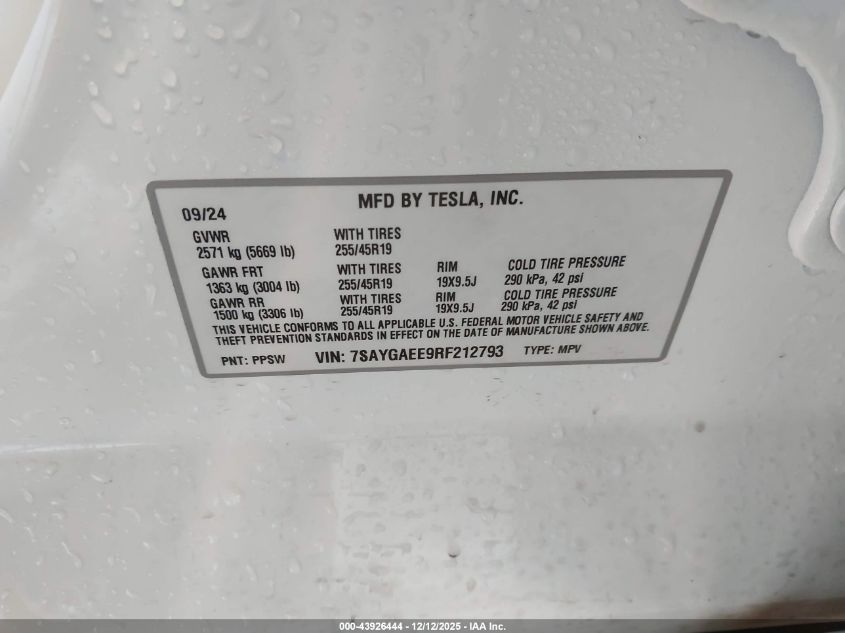 MFD BY TESLA, INC.
09/24
GVWR WITH TIRES
2571 kg (5669 lb) 255/45R19
GAWR FRT WITH TIRES RIM COLD TIRE PRESSURE
1363 kg (3004 lb) 255/45R19 19X9.5J 290 kPa, 42 psi
GAWR RR WITH TIRES RIM COLD TIRE PRESSURE
1500 kg (3306 lb) 255/45R19 19X9.5J 290 kPa, 42 psi
THIS VEHICLE CONFORMS TO ALL APPLICABLE U.S. FEDERAL MOTOR VEHICLE SAFETY AND
THEFT PREVENTION STANDARDS IN EFFECT ON THE DATE OF MANUFACTURE SHOWN ABOVE.
PNT: PPSW VIN: 7SAYGAEE9RF212793 TYPE: MPV
000-43926444 - 12/12/2025 - IAA Inc.